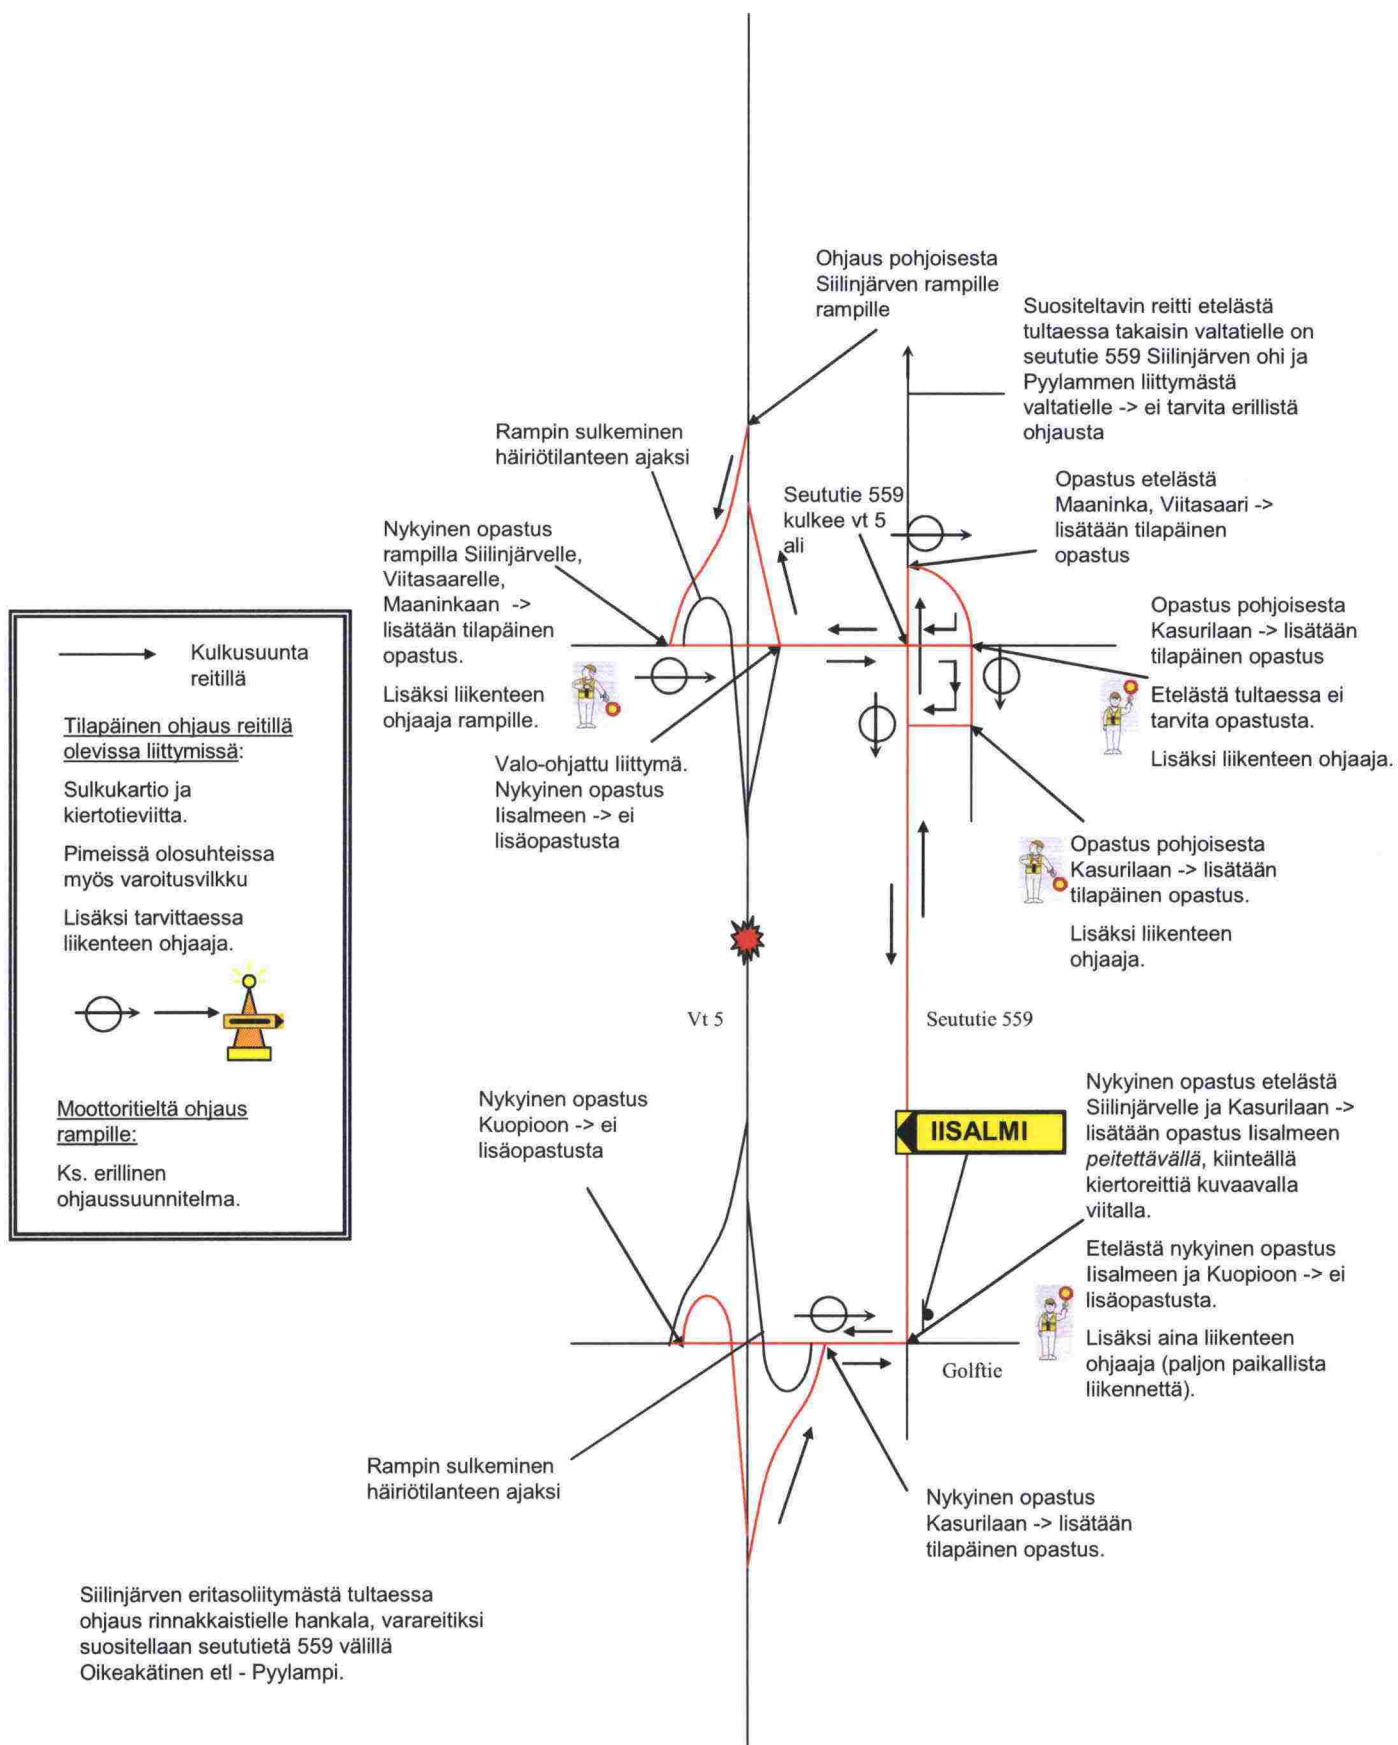 Ohjaus pohjoisesta
Siilinjärven rampille
rampille
Suositeltavin reitti etelästä
tultaessa takaisin valtatielle on
seututie 559 Siilinjärven ohi ja
Pyylammen liittymästä
valtatielle -> ei tarvita erillistä
ohjausta
Rampin sulkeminen
häiriötilanteen ajaksi
Seututie 559
kulkee vt 5
ali
Opastus etelästä
Maaninka, Viitasaari ->
lisätään tilapäinen
opastus
Nykyinen opastus
rampilla Siilinjärvelle,
Viitasaarelle,
Maaninkaan ->
lisätään tilapäinen
opastus.
Lisäksi liikenteen
ohjaaja rampille.
Opastus pohjoisesta
Kasurilaan -> lisätään
tilapäinen opastus
Etelästä tultaessa ei
tarvita opastusta.
Lisäksi liikenteen ohjaaja.
Kulkusuunta
reitillä
Tilapäinen ohjaus reitillä
olevissa liittymissä:
Sulkukartio ja
kiertotieviitta.
Pimeissä olosuhteissa
myös varoitusvilkku
Lisäksi tarvittaessa
liikenteen ohjaaja.
Moottoritieltä ohjaus
rampille:
Ks. erillinen
ohjaussuunnitelma.
Valo-ohjattu liittymä.
Nykyinen opastus
Iisalmeen -> ei
lisäopastusta
Opastus pohjoisesta
Kasurilaan -> lisätään
tilapäinen opastus.
Lisäksi liikenteen
ohjaaja.
Vt 5
Seututie 559
Nykyinen opastus
Kuopioon -> ei
lisäopastusta
IISALMI
Nykyinen opastus etelästä
Siilinjärvelle ja Kasurilaan ->
lisätään opastus Iisalmeen
peitettävällä, kiinteällä
kiertoreittiä kuvaavalla
viitalla.
Etelästä nykyinen opastus
Iisalmeen ja Kuopioon -> ei
lisäopastusta.
Lisäksi aina liikenteen
ohjaaja (paljon paikallista
liikennettä).
Golftie
Rampin sulkeminen
häiriötilanteen ajaksi
Nykyinen opastus
Kasurilaan -> lisätään
tilapäinen opastus.
Siilinjärven eritasoliitymästä tultaessa
ohjaus rinnakkaistielle hankala, varareitiksi
suositellaan seututietä 559 välillä
Oikeakätinen etl - Pyylampi.